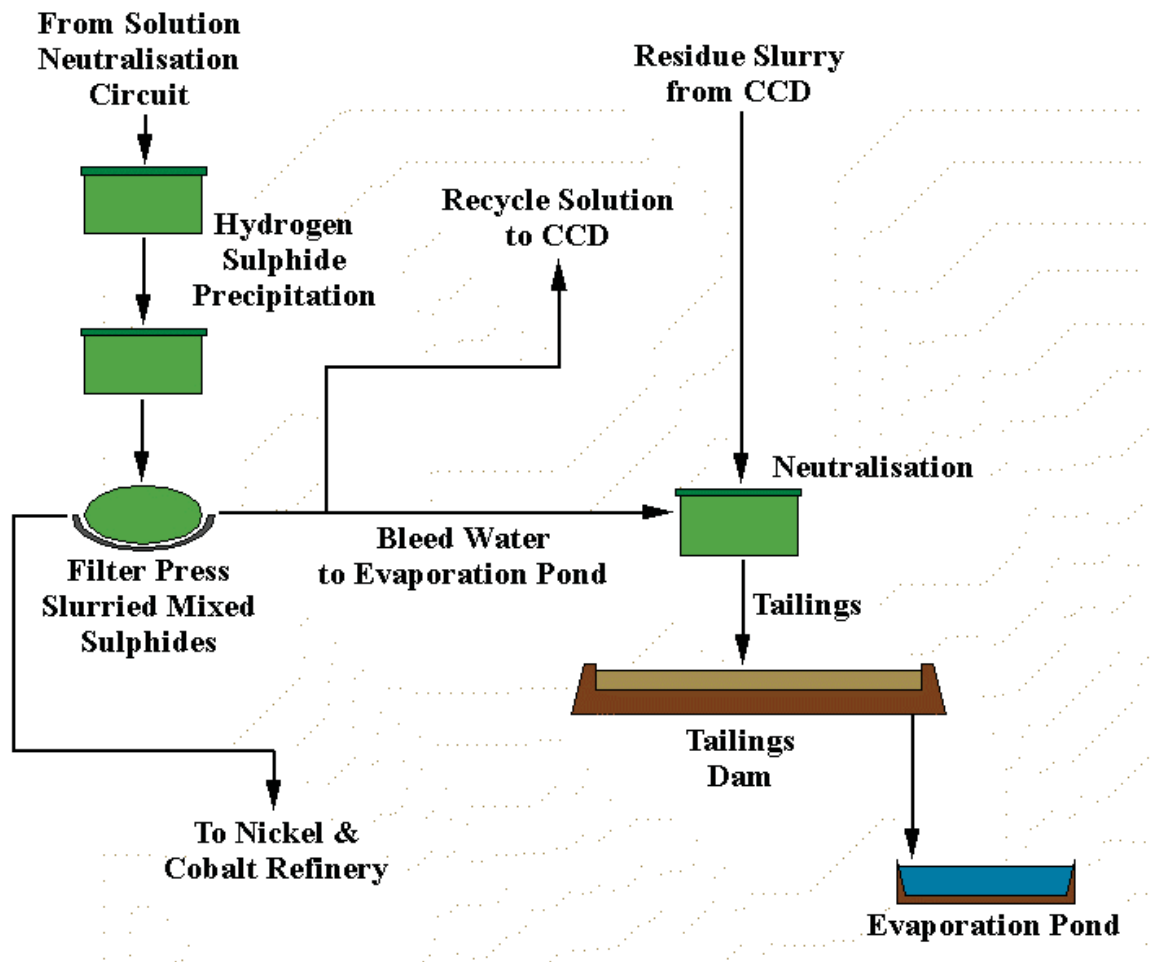 From Solution
Neutralisation
Circuit
Residue Slurry
from CCD
Recycle Solution
to CCD
Hydrogen
Sulphide
Precipitation
Neutralisation
Bleed Water
to Evaporation Pond
Filter Press
Slurried Mixed
Sulphides
Tailings
Tailings
Dam
To Nickel &
Cobalt Refinery
Evaporation Pond